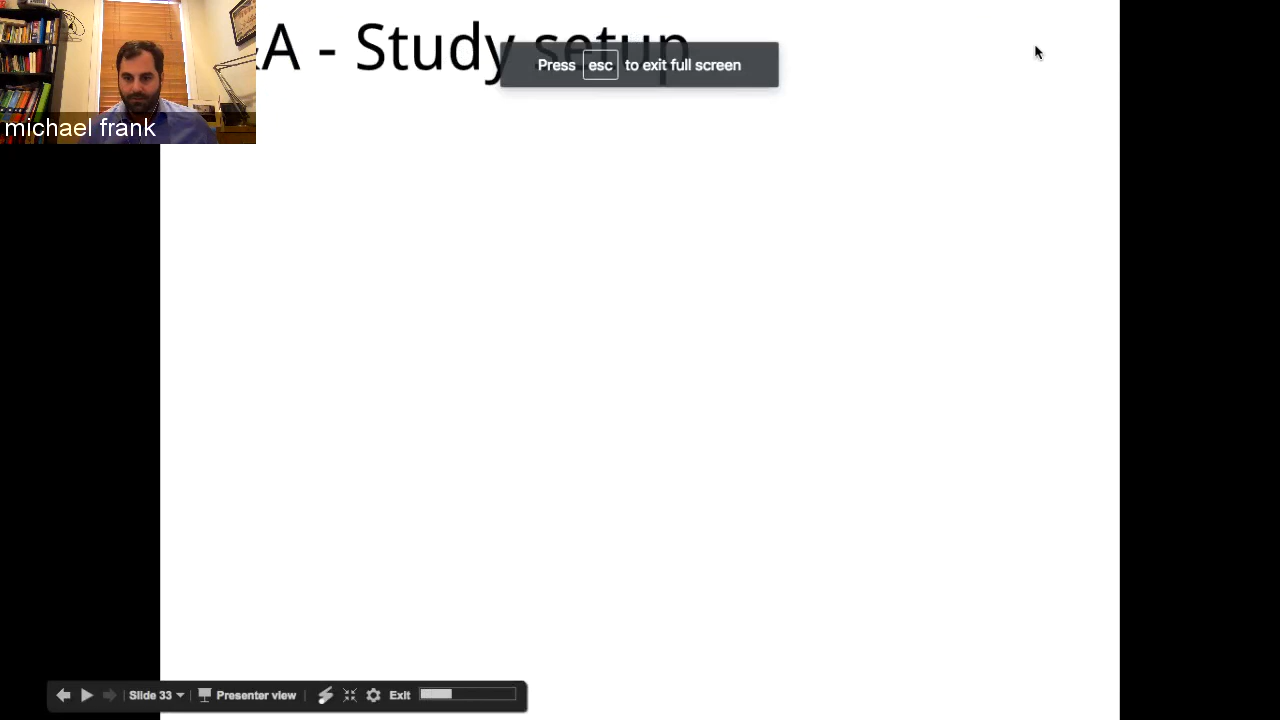 A - Study setup
Press esc to exit full screen
michael frank
Slide 33
Presenter view
Exit